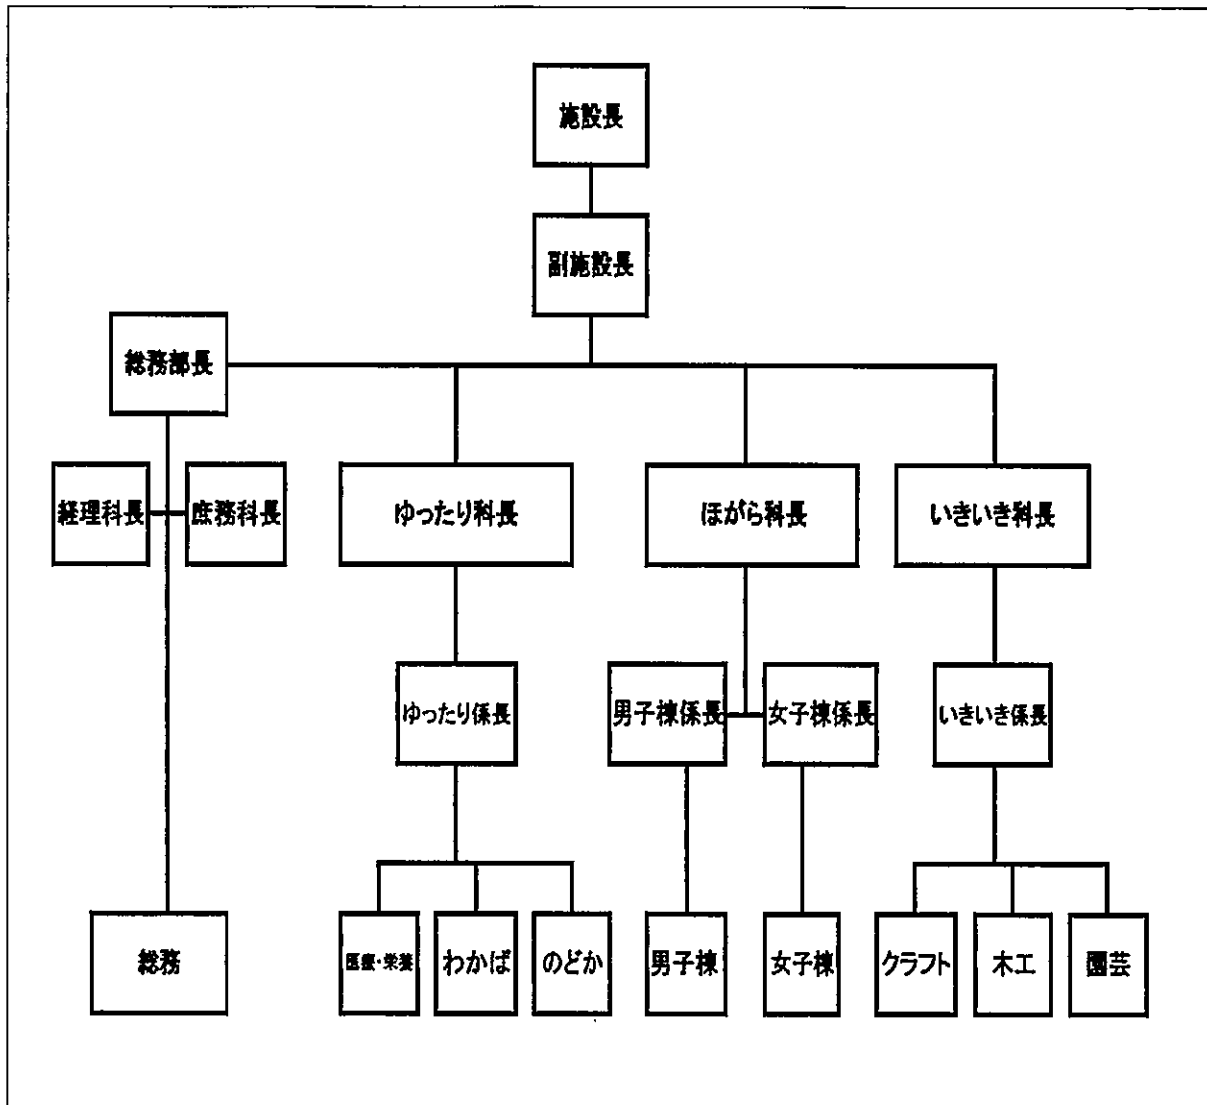 施設長
副施設長
総務部長
経理科長
庶務科長
ゆったり科長
ほがら科長
いきいき科長
ゆったり係長
男子棟係長
女子棟係長
いきいき係長
総務
医療・栄養
わかば
のどか
男子棟
女子棟
クラフト
木工
園芸